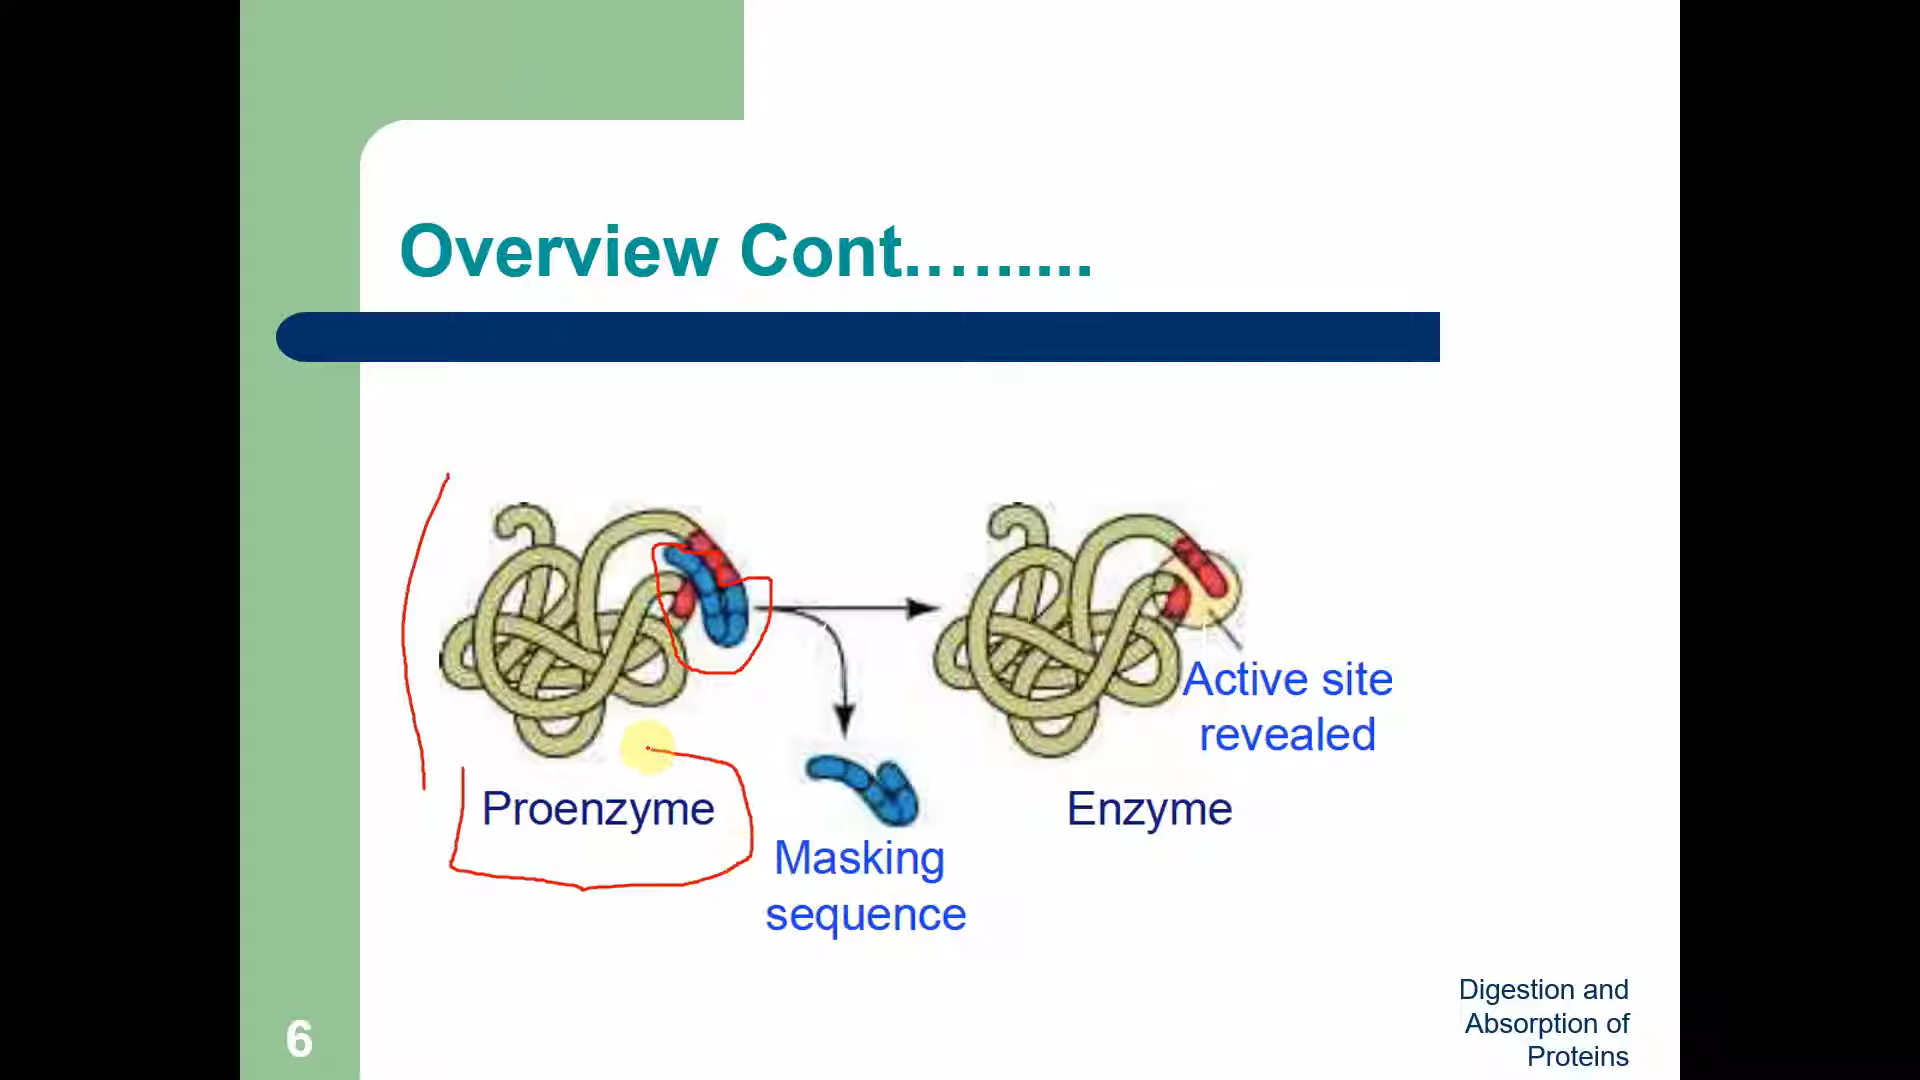 Overview Cont.…......
Active site
revealed
Proenzyme
Enzyme
Masking
sequence
6
Digestion and
Absorption of
Proteins